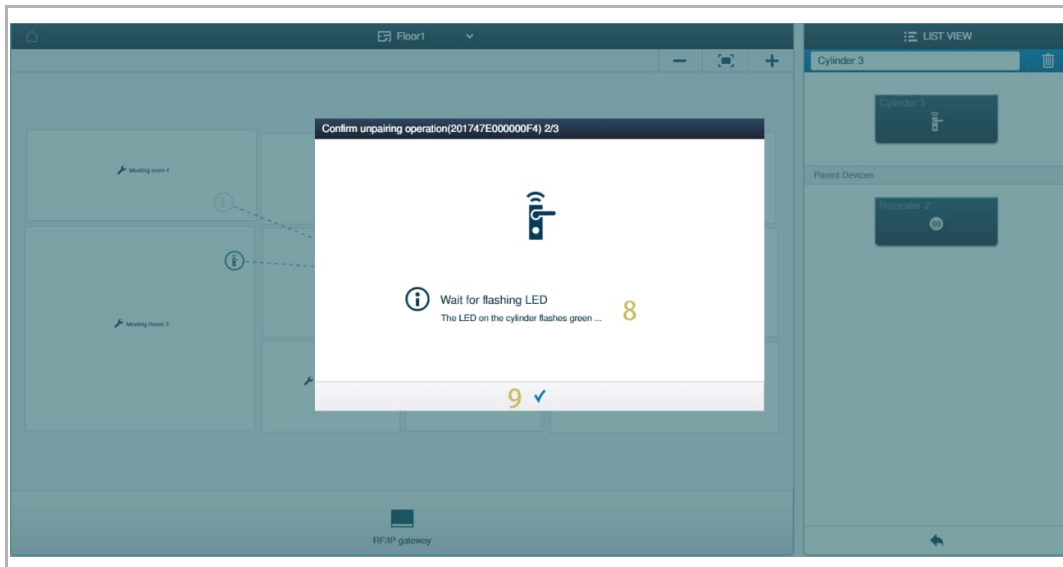 Floor1
LIST VIEW
Cylinder 3
Cylinder 3
Confirm unpairing operation(201747E000000F4) 2/3
Meeting room 4
Parent Devices
Repeater 2
Wait for flashing LED
The LED on the cylinder flashes green ...
8
Meeting Room 3
9
RF/IP gateway